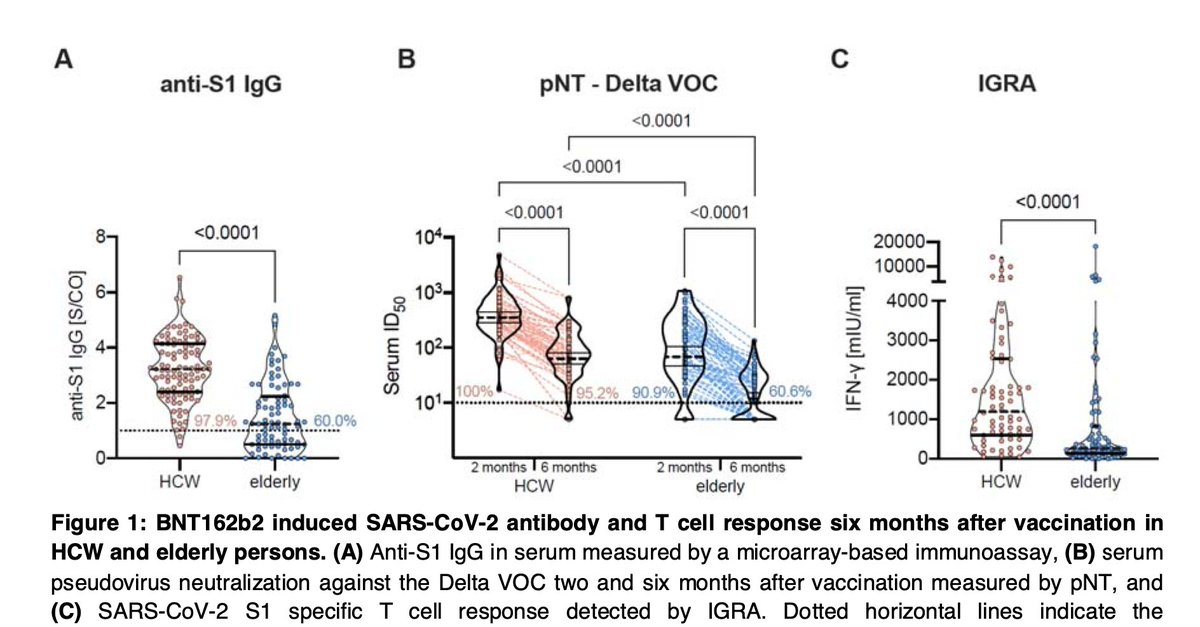 A
anti-S1 IgG
<0.0001
8
6
4
2
0
anti-S1 IgG [S/CO]
97.9%
60.0%
HCW
elderly
B
pNT - Delta VOC
<0.0001
<0.0001
<0.0001
<0.0001
10⁴
10³
10²
10¹
Serum ID₅₀
100%
95.2%
90.9%
60.6%
2 months
6 months
2 months
6 months
HCW
elderly
C
IGRA
<0.0001
20000
10000
4000
3000
2000
1000
0
IFN-γ [mIU/ml]
HCW
elderly
Figure 1: BNT162b2 induced SARS-CoV-2 antibody and T cell response six months after vaccination in
HCW and elderly persons. (A) Anti-S1 IgG in serum measured by a microarray-based immunoassay, (B) serum
pseudovirus neutralization against the Delta VOC two and six months after vaccination measured by pNT, and
(C) SARS-CoV-2 S1 specific T cell response detected by IGRA. Dotted horizontal lines indicate the